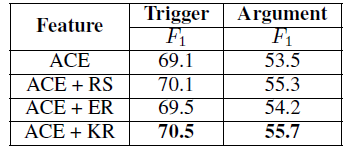 Feature Trigger Argument
F1 F1
ACE 69.1 53.5
ACE + RS 70.1 55.3
ACE + ER 69.5 54.2
ACE + KR 70.5 55.7